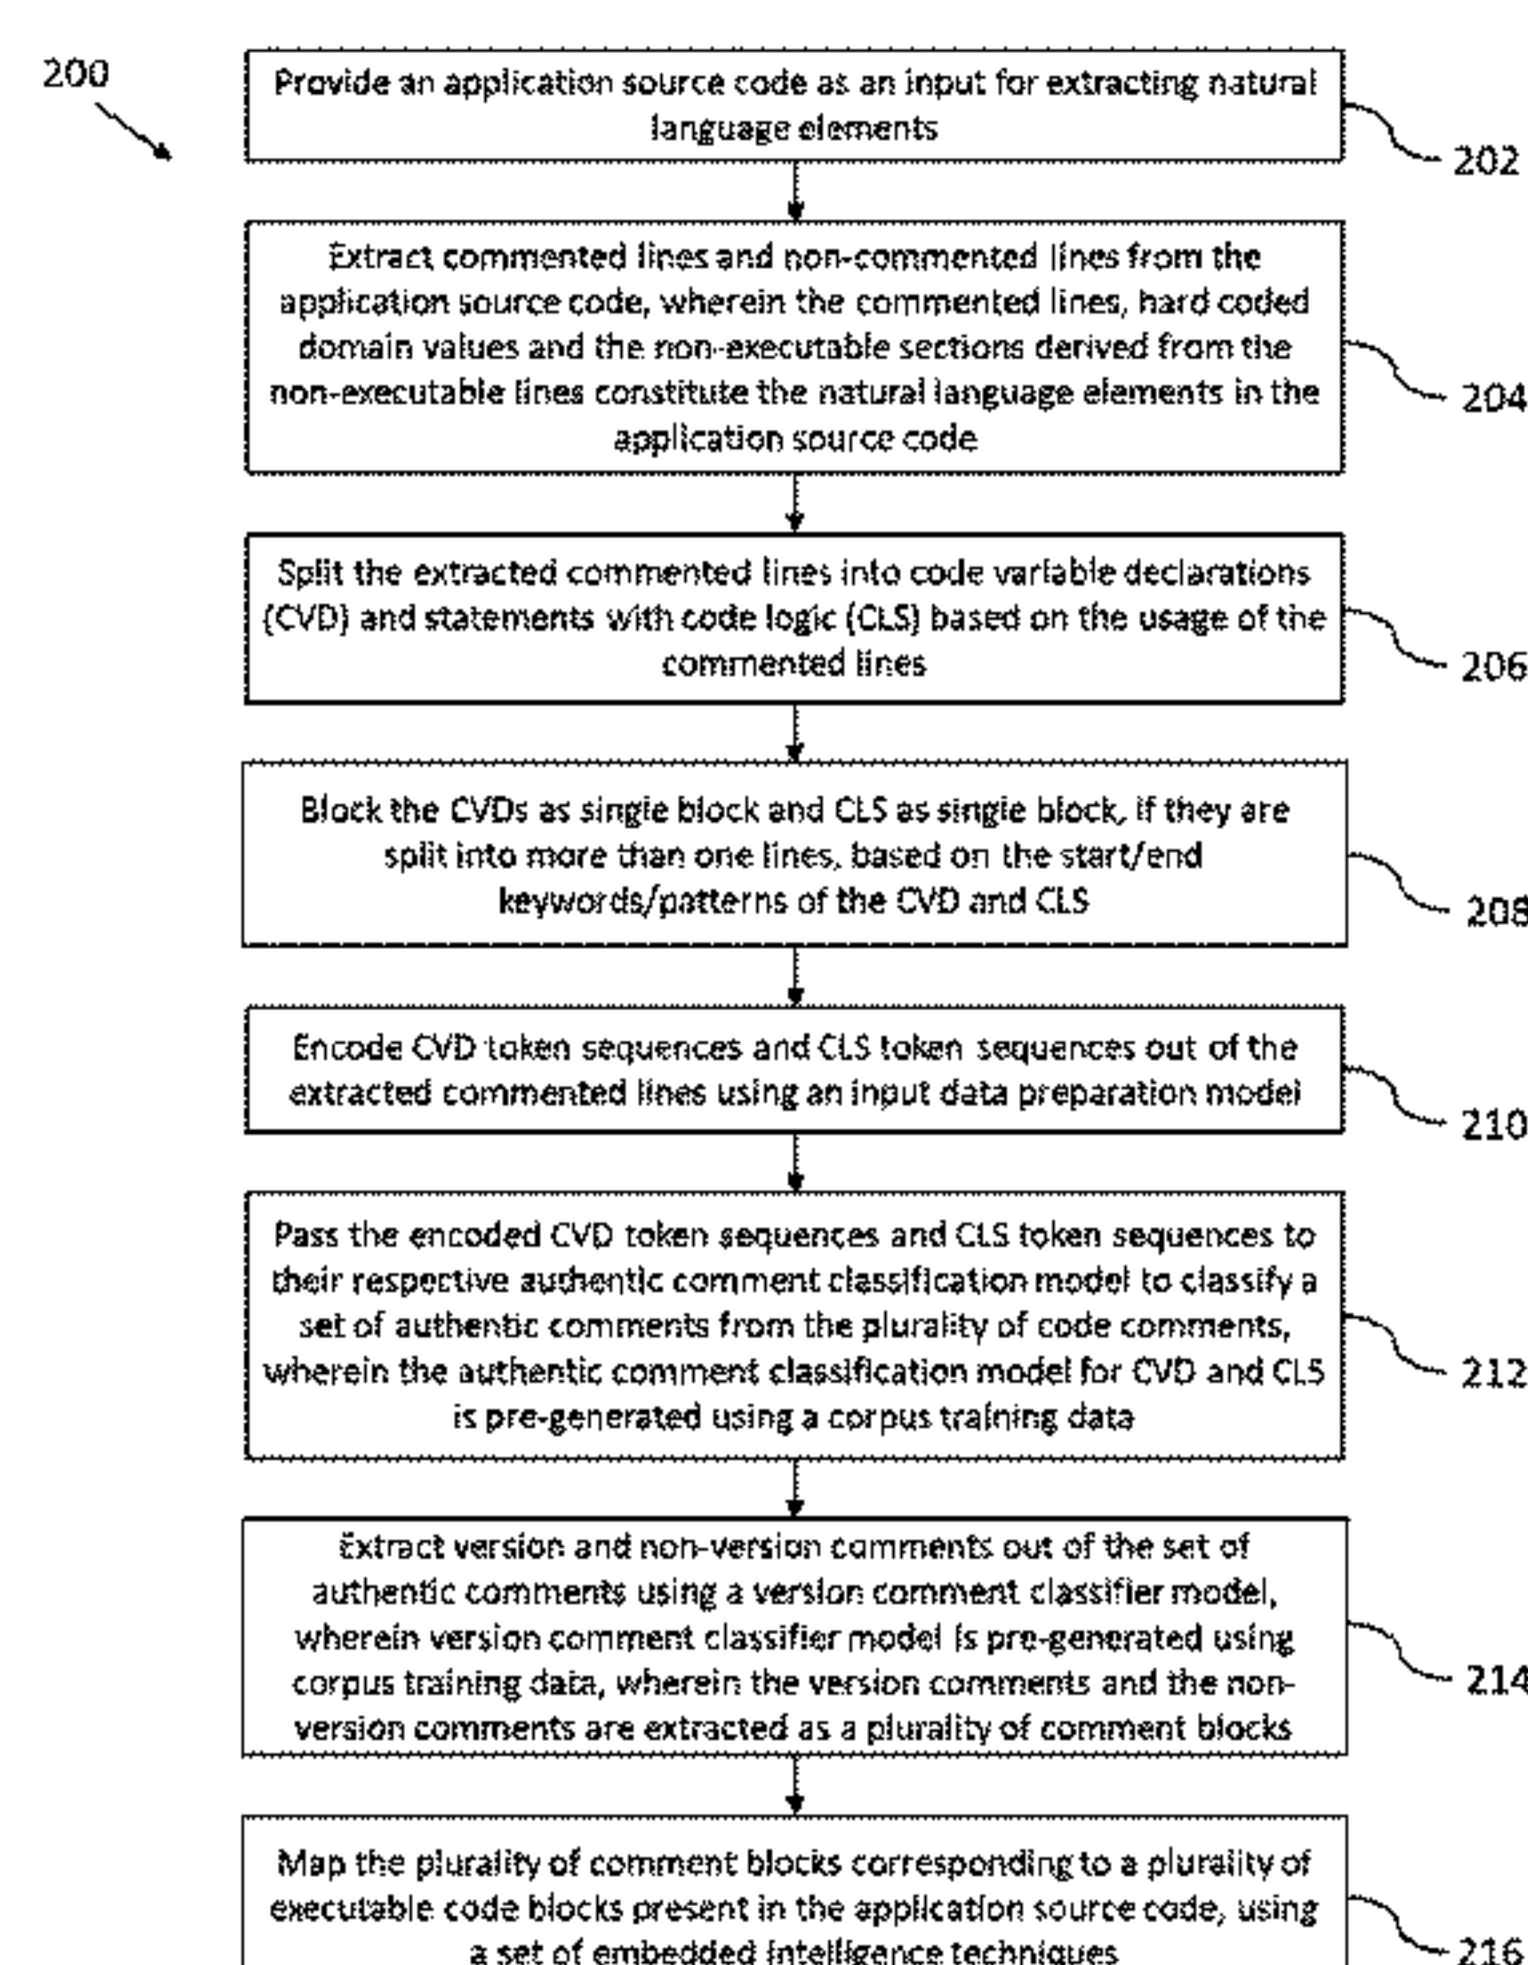 200
Provide an application source code as an input for extracting natural
language elements
202
Extract commented lines and non-commented lines from the
application source code, wherein the commented lines, hard coded
domain values and the non-executable sections derived from the
non-executable lines constitute the natural language elements in the
application source code
204
Split the extracted commented lines into code variable declarations
(CVD) and statements with code logic (CLS) based on the usage of the
commented lines
206
Block the CVDs as single block and CLS as single block, if they are
split into more than one lines, based on the start/end
keywords/patterns of the CVD and CLS
208
Encode CVD token sequences and CLS token sequences out of the
extracted commented lines using an input data preparation model
210
Pass the encoded CVD token sequences and CLS token sequences to
their respective authentic comment classification model to classify a
set of authentic comments from the plurality of code comments,
wherein the authentic comment classification model for CVD and CLS
is pre-generated using a corpus training data
212
Extract version and non-version comments out of the set of
authentic comments using a version comment classifier model,
wherein version comment classifier model is pre-generated using
corpus training data, wherein the version comments and the non-
version comments are extracted as a plurality of comment blocks
214
Map the plurality of comment blocks corresponding to a plurality of
executable code blocks present in the application source code, using
a set of embedded intelligence techniques
216